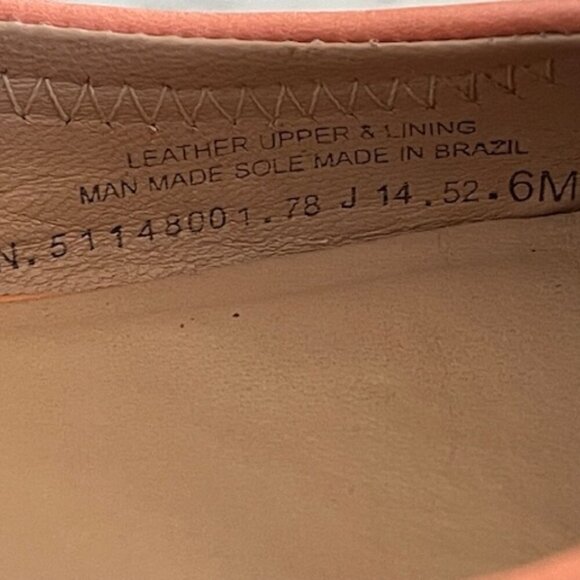 LEATHER UPPER & LINING
MAN MADE SOLE MADE IN BRAZIL
N.51148001.78 J 14.52.6M